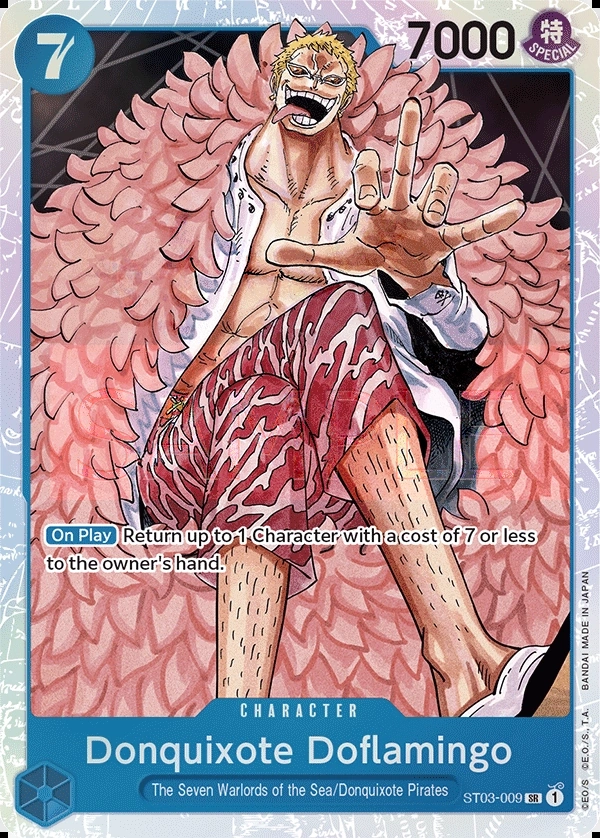 7
7000
特
SPECIAL
On Play Return up to 1 Character with a cost of 7 or less
to the owner's hand.
CHARACTER
Donquixote Doflamingo
The Seven Warlords of the Sea/Donquixote Pirates
ST03-009 SR 1
©E.O/S ©E.O./S, T.A. BANDAI MADE IN JAPAN